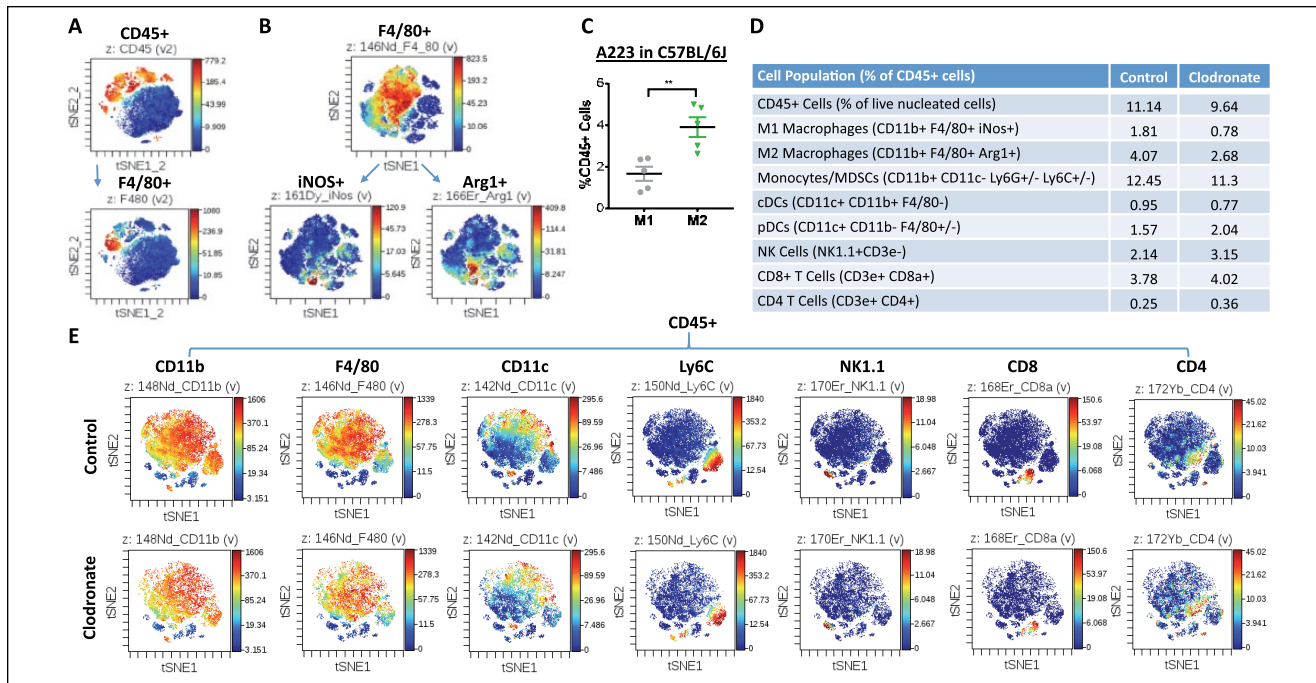 A
CD45+
z: CD45 (v2)
779.2
185.4
43.99
9.909
0
tSNE2_2
tSNE1_2
F4/80+
z: F480 (v2)
1080
236.9
51.85
10.95
0
tSNE2_2
tSNE1_2
B
F4/80+
z: 146Nd_F4_80 (v)
823.5
10.06
0
tSNE2
tSNE1
iNOS+
z: 161Dy_iNos (v)
120.9
5.645
0
tSNE2
tSNE1
Arg1+
z: 166Er_Arg1 (v)
409.8
8.247
0
tSNE1
C
A223 in C57BL/6J
%CD45+ Cells
6
4
2
0
**
M1
M2
D
Cell Population (% of CD45+ cells) Control Clodronate
CD45+ Cells (% of live nucleated cells) 11.14 9.64
M1 Macrophages (CD11b+ F4/80+ iNos+) 1.81 0.78
M2 Macrophages (CD11b+ F4/80+ Arg1+) 4.07 2.68
Monocytes/MDSCs (CD11b+ CD11c- Ly6G+/- Ly6C+/-) 12.45 11.3
cDCs (CD11c+ CD11b+ F4/80-) 0.95 0.77
pDCs (CD11c+ CD11b- F4/80+/-) 1.57 2.04
NK Cells (NK1.1+CD3e-) 2.14 3.15
CD8+ T Cells (CD3e+ CD8a+) 3.78 4.02
CD4 T Cells (CD3e+ CD4+) 0.25 0.36
E
CD45+
Control
CD11b
z: 148Nd_CD11b (v)
1606
370.1
85.24
19.34
3.151
tSNE2
tSNE1
F4/80
z: 146Nd_F480 (v)
1339
278.3
57.75
11.5
0
tSNE2
tSNE1
CD11c
z: 142Nd_CD11c (v)
295.6
89.59
26.96
7.486
0
tSNE2
tSNE1
Ly6C
z: 150Nd_Ly6C (v)
1840
353.2
67.73
12.54
0
tSNE2
tSNE1
NK1.1
z: 170Er_NK1.1 (v)
18.98
11.04
6.048
2.667
0
tSNE2
tSNE1
CD8
z: 168Er_CD8a (v)
150.6
53.97
19.08
6.068
0
tSNE2
tSNE1
CD4
z: 172Yb_CD4 (v)
45.02
21.62
10.03
3.941
0
tSNE2
tSNE1
Clodronate
z: 148Nd_CD11b (v)
1606
370.1
85.24
19.34
3.151
tSNE2
tSNE1
z: 146Nd_F480 (v)
1339
278.3
57.75
11.5
0
tSNE2
tSNE1
z: 142Nd_CD11c (v)
295.6
89.59
26.96
7.486
0
tSNE2
tSNE1
z: 150Nd_Ly6C (v)
1840
353.2
67.73
12.54
0
tSNE2
tSNE1
z: 170Er_NK1.1 (v)
18.98
11.04
6.048
2.667
0
tSNE2
tSNE1
z: 168Er_CD8a (v)
150.6
53.97
19.08
6.068
0
tSNE2
tSNE1
z: 172Yb_CD4 (v)
45.02
21.62
10.03
3.941
0
tSNE2
tSNE1